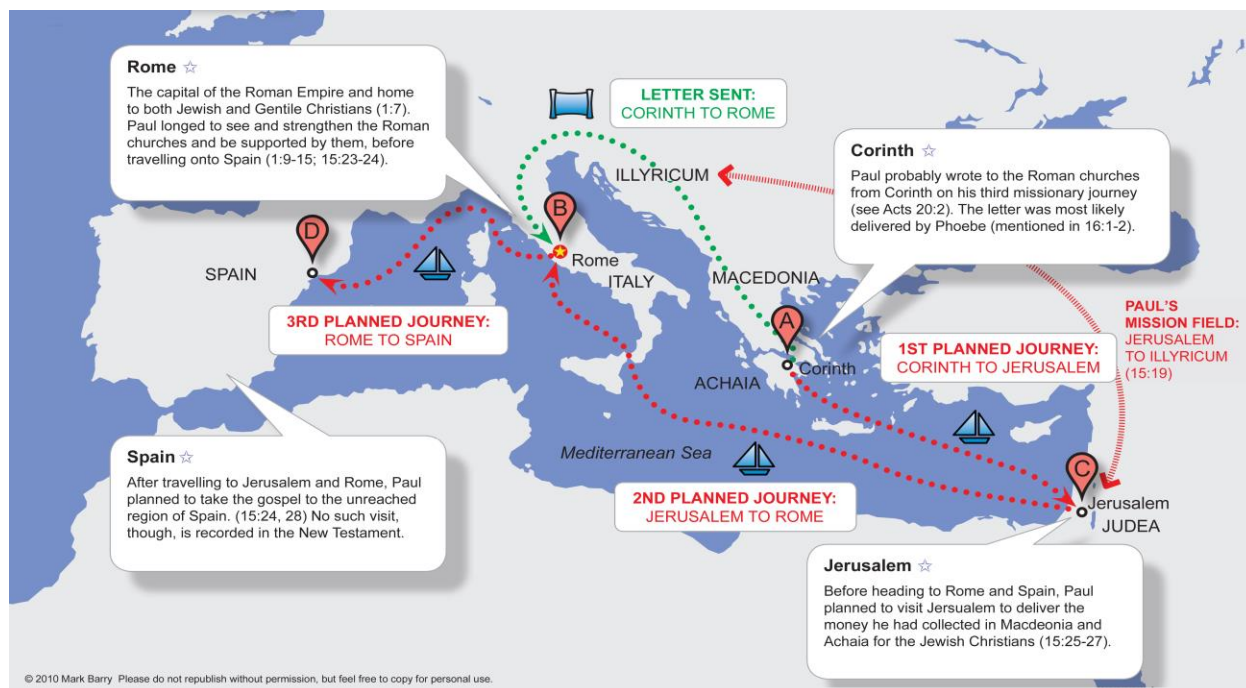 Rome ☆
The capital of the Roman Empire and home
to both Jewish and Gentile Christians (1:7).
Paul longed to see and strengthen the Roman
churches and be supported by them, before
travelling onto Spain (1:9-15; 15:23-24).
LETTER SENT:
CORINTH TO ROME
Corinth ☆
Paul probably wrote to the Roman churches
from Corinth on his third missionary journey
(see Acts 20:2). The letter was most likely
delivered by Phoebe (mentioned in 16:1-2).
ILLYRICUM
D
B
SPAIN
Rome
ITALY
MACEDONIA
3RD PLANNED JOURNEY:
ROME TO SPAIN
A
Corinth
ACHAIA
1ST PLANNED JOURNEY:
CORINTH TO JERUSALEM
PAUL'S
MISSION FIELD:
JERUSALEM
TO ILLYRICUM
(15:19)
Spain ☆
After travelling to Jerusalem and Rome, Paul
planned to take the gospel to the unreached
region of Spain. (15:24, 28) No such visit,
though, is recorded in the New Testament.
Mediterranean Sea
2ND PLANNED JOURNEY:
JERUSALEM TO ROME
C
Jerusalem
JUDEA
Jerusalem ☆
Before heading to Rome and Spain, Paul
planned to visit Jersualem to deliver the
money he had collected in Macdeonia and
Achaia for the Jewish Christians (15:25-27).
© 2010 Mark Barry Please do not republish without permission, but feel free to copy for personal use.